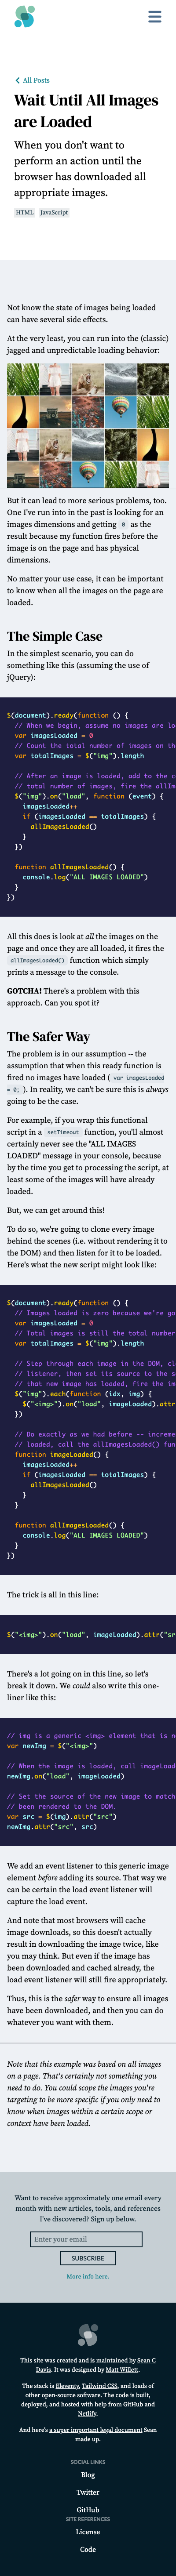 All Posts
Wait Until All Images
are Loaded
When you don't want to
perform an action until the
browser has downloaded all
appropriate images.
HTML JavaScript
Not know the state of images being loaded
can have several side effects.
At the very least, you can run into the (classic)
jagged and unpredictable loading behavior:
But it can lead to more serious problems, too.
One I've run into in the past is looking for an
images dimensions and getting 0 as the
result because my function fires before the
image is on the page and has physical
dimensions.
No matter your use case, it can be important
to know when all the images on the page are
loaded.
The Simple Case
In the simplest scenario, you can do
something like this (assuming the use of
jQuery):
$(document).ready(function () {
// When we begin, assume no images are lo
var imagesLoaded = 0
// Count the total number of images on th
var totalImages = $("img").length
// After an image is loaded, add to the c
// total number of images, fire the allIm
$("img").on("load", function (event) {
imagesLoaded++
if (imagesLoaded == totalImages) {
allImagesLoaded()
}
})
function allImagesLoaded() {
console.log("ALL IMAGES LOADED")
}
})
All this does is look at all the images on the
page and once they are all loaded, it fires the
allImagesLoaded() function which simply
prints a message to the console.
GOTCHA! There's a problem with this
approach. Can you spot it?
The Safer Way
The problem is in our assumption -- the
assumption that when this ready function is
fired no images have loaded ( var imagesLoaded
= 0; ). In reality, we can't be sure this is always
going to be the case.
For example, if you wrap this functional
script in a setTimeout function, you'll almost
certainly never see the "ALL IMAGES
LOADED" message in your console, because
by the time you get to processing the script, at
least some of the images will have already
loaded.
But, we can get around this!
To do so, we're going to clone every image
behind the scenes (i.e. without rendering it to
the DOM) and then listen for it to be loaded.
Here's what the new script might look like:
$(document).ready(function () {
// Images loaded is zero because we're go
var imagesLoaded = 0
// Total images is still the total number
var totalImages = $("img").length
// Step through each image in the DOM, cl
// listener, then set its source to the s
// that new image has loaded, fire the im
$("img").each(function (idx, img) {
$("<img>").on("load", imageLoaded).attr
})
// Do exactly as we had before -- increme
// loaded, call the allImagesLoaded() fun
function imageLoaded() {
imagesLoaded++
if (imagesLoaded == totalImages) {
allImagesLoaded()
}
}
function allImagesLoaded() {
console.log("ALL IMAGES LOADED")
}
})
The trick is all in this line:
$("<img>").on("load", imageLoaded).attr("sr
There's a lot going on in this line, so let's
break it down. We could also write this one-
liner like this:
// img is a generic <img> element that is n
var newImg = $("<img>")
// When the image is loaded, call imageLoad
newImg.on("load", imageLoaded)
// Set the source of the new image to match
// been rendered to the DOM.
var src = $(img).attr("src")
newImg.attr("src", src)
We add an event listener to this single image
element before adding its source. That way we
can be certain the load event listener will
capture the load event.
And note that most browsers will cache
image downloads, so this doesn't actually
result in downloading the image twice, like
you may think. But even if the image has
been downloaded and cached already, the
load event listener will still fire appropriately.
Thus, this is the safer way to ensure all images
have been downloaded, and then you can do
whatever you want with them.
Note that this example was based on all images
on a page. That's certainly not something you
need to do. You could scope the images you're
targeting to be more specific if you only need to
know when images within a certain scope or
context have been loaded.
Want to receive approximately one email every
month with new articles, tools, and references
I've discovered? Sign up below.
Enter your email
SUBSCRIBE
More info here.
This site was created and is maintained by Sean C
Davis. It was designed by Matt Willett.
The stack is Eleventy, Tailwind CSS, and loads of
other open-source software. The code is built,
deployed, and hosted with help from GitHub and
Netlify.
And here's a super important legal document Sean
made up.
SOCIAL LINKS
Blog
Twitter
GitHub
SITE REFERENCES
License
Code